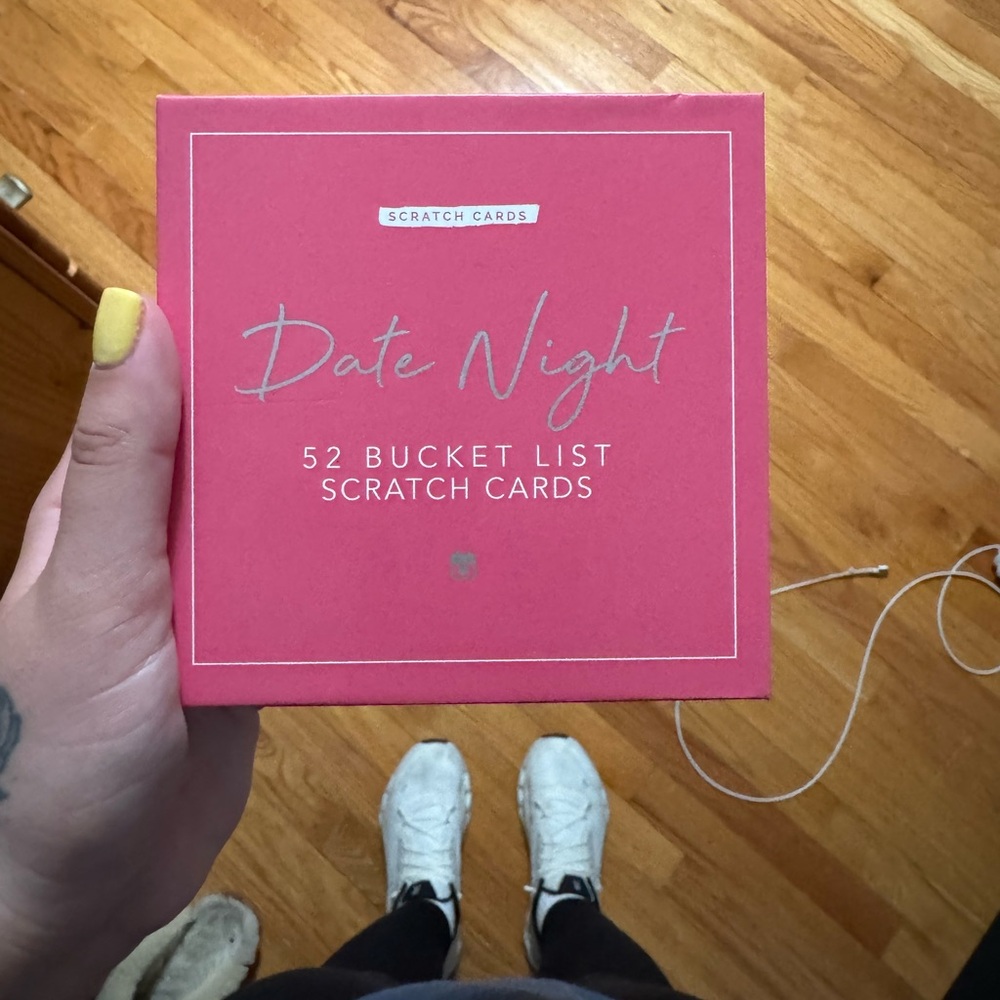 SCRATCH CARDS
Date Night
52 BUCKET LIST
SCRATCH CARDS